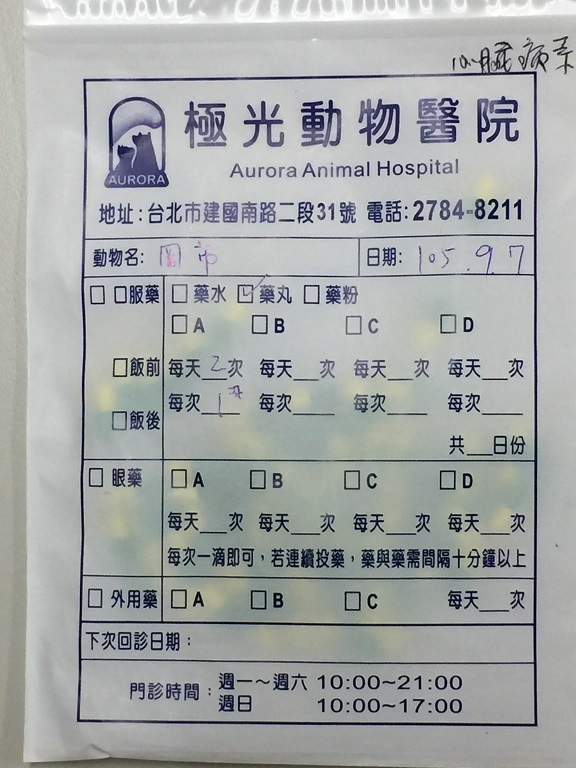 心臟病
極光動物醫院
AURORA
Aurora Animal Hospital
地址:台北市建國南路二段31號 電話:2784-8211
動物名: 日期: 105.9.7
□ 口服藥 □ 藥水 ☑ 藥丸 □ 藥粉
□ A □ B □ C □ D
□飯前 每天2次 每天__次 每天__次 每天__次
每次1 每次___ 每次___ 每次___
□飯後
共__日份
□ 眼藥 □ A □ B □ C □ D
每天__次 每天__次 每天__次 每天__次
每次一滴即可,若連續投藥,藥與藥需間隔十分鐘以上
□ 外用藥 □ A □ B □ C 每天__次
下次回診日期:
門診時間: 週一~週六 10:00~21:00
週日 10:00~17:00